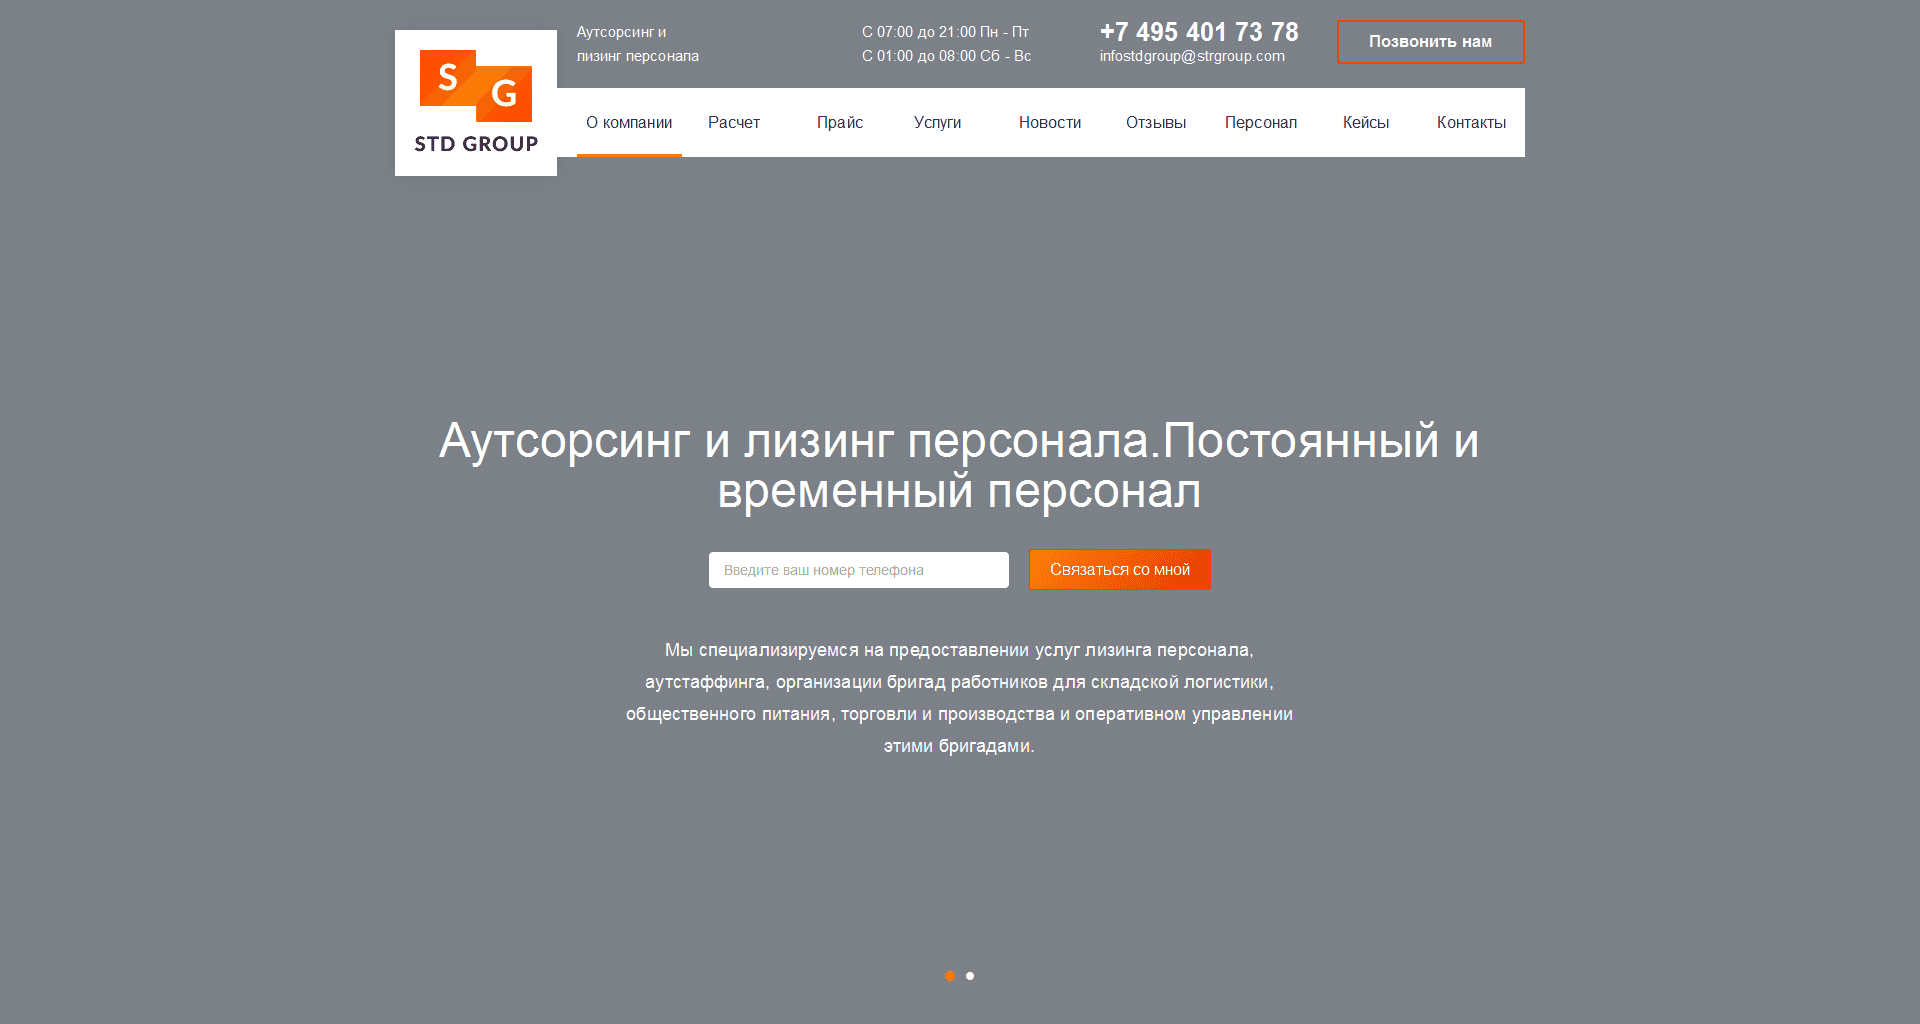 S
G
STD GROUP
Аутсорсинг и
лизинг персонала
С 07:00 до 21:00 Пн - Пт
С 01:00 до 08:00 Сб - Вс
+7 495 401 73 78
infostdgroup@strgroup.com
Позвонить нам
О компании Расчет Прайс Услуги Новости Отзывы Персонал Кейсы Контакты
Аутсорсинг и лизинг персонала.Постоянный и
временный персонал
Введите ваш номер телефона
Связаться со мной
Мы специализируемся на предоставлении услуг лизинга персонала,
аутстаффинга, организации бригад работников для складской логистики,
общественного питания, торговли и производства и оперативном управлении
этими бригадами.